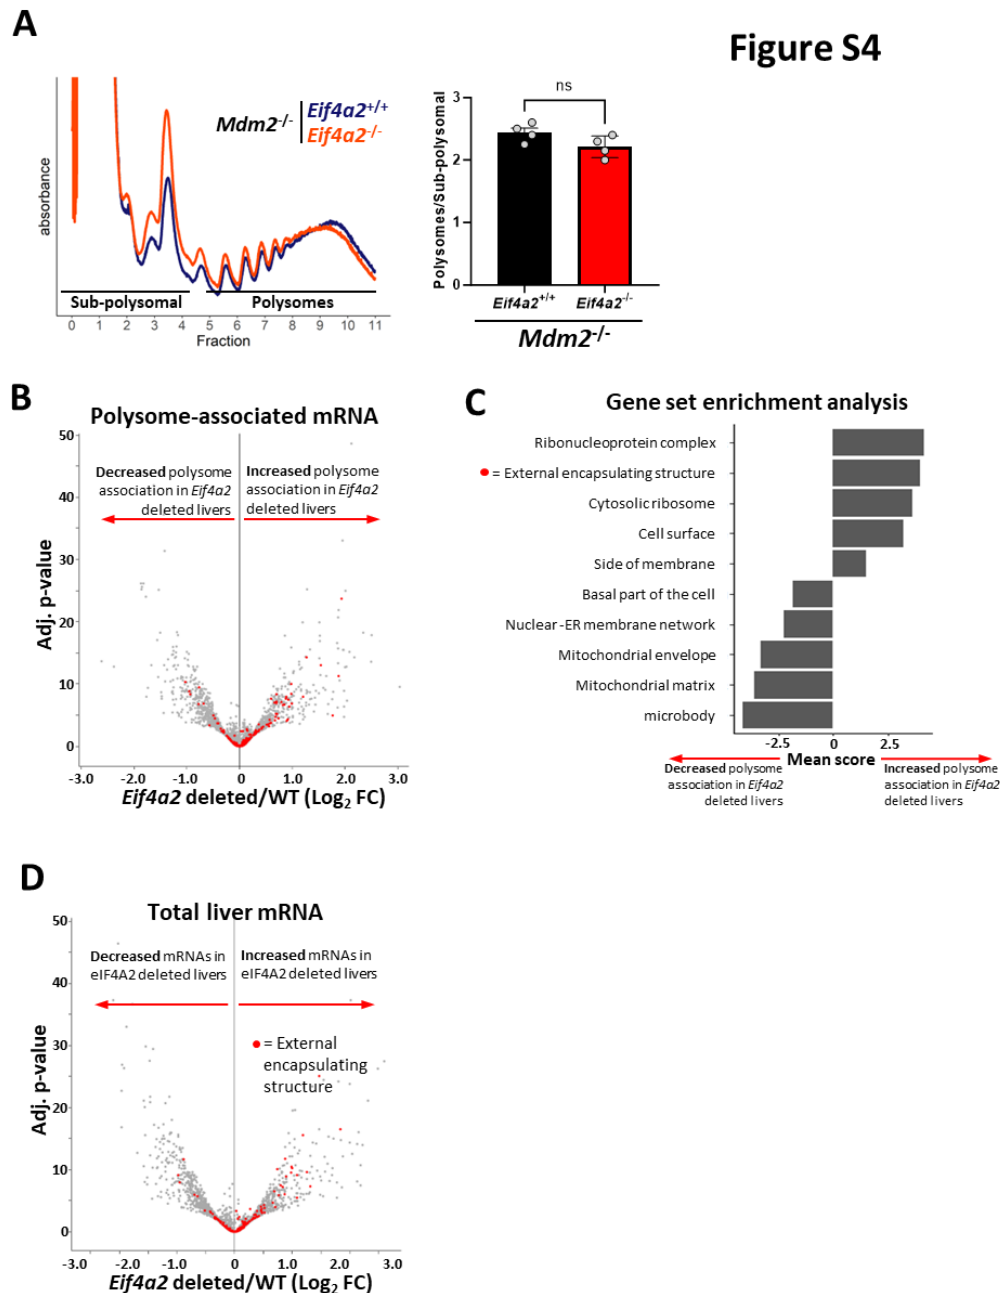 A
Figure S4
absorbance
Mdm2-/-
Eif4a2+/+
Eif4a2-/-
Sub-polysomal
Polysomes
0 1 2 3 4 5 6 7 8 9 10 11
Fraction
Polysomes/Sub-polysomal
3
2
1
0
ns
Eif4a2+/+
Eif4a2-/-
Mdm2-/-
B
Polysome-associated mRNA
Decreased polysome
association in Eif4a2
deleted livers
Increased polysome
association in Eif4a2
deleted livers
Adj. p-value
50
40
30
20
10
0
-3.0 -2.0 -1.0 0 1.0 2.0 3.0
Eif4a2 deleted/WT (Log2 FC)
C
Gene set enrichment analysis
Ribonucleoprotein complex
= External encapsulating structure
Cytosolic ribosome
Cell surface
Side of membrane
Basal part of the cell
Nuclear-ER membrane network
Mitochondrial envelope
Mitochondrial matrix
microbody
-2.5 0 2.5
Mean score
Decreased polysome
association in Eif4a2
deleted livers
Increased polysome
association in Eif4a2
deleted livers
D
Total liver mRNA
Decreased mRNAs in
eIF4A2 deleted livers
Increased mRNAs in
eIF4A2 deleted livers
= External
encapsulating
structure
Adj. p-value
50
40
30
20
10
0
-3.0 -2.0 -1.0 0 1.0 2.0 3.0
Eif4a2 deleted/WT (Log2 FC)